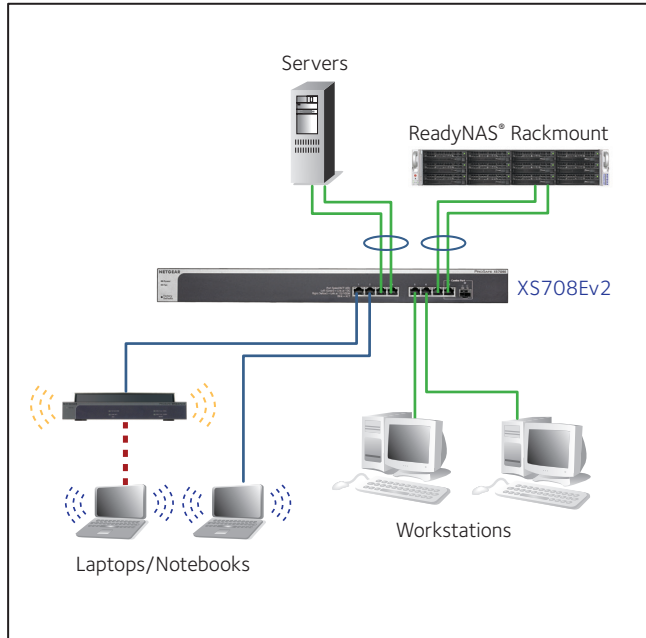 Servers
ReadyNAS® Rackmount
NETGEAR
XS708Ev2
Laptops/Notebooks
Workstations